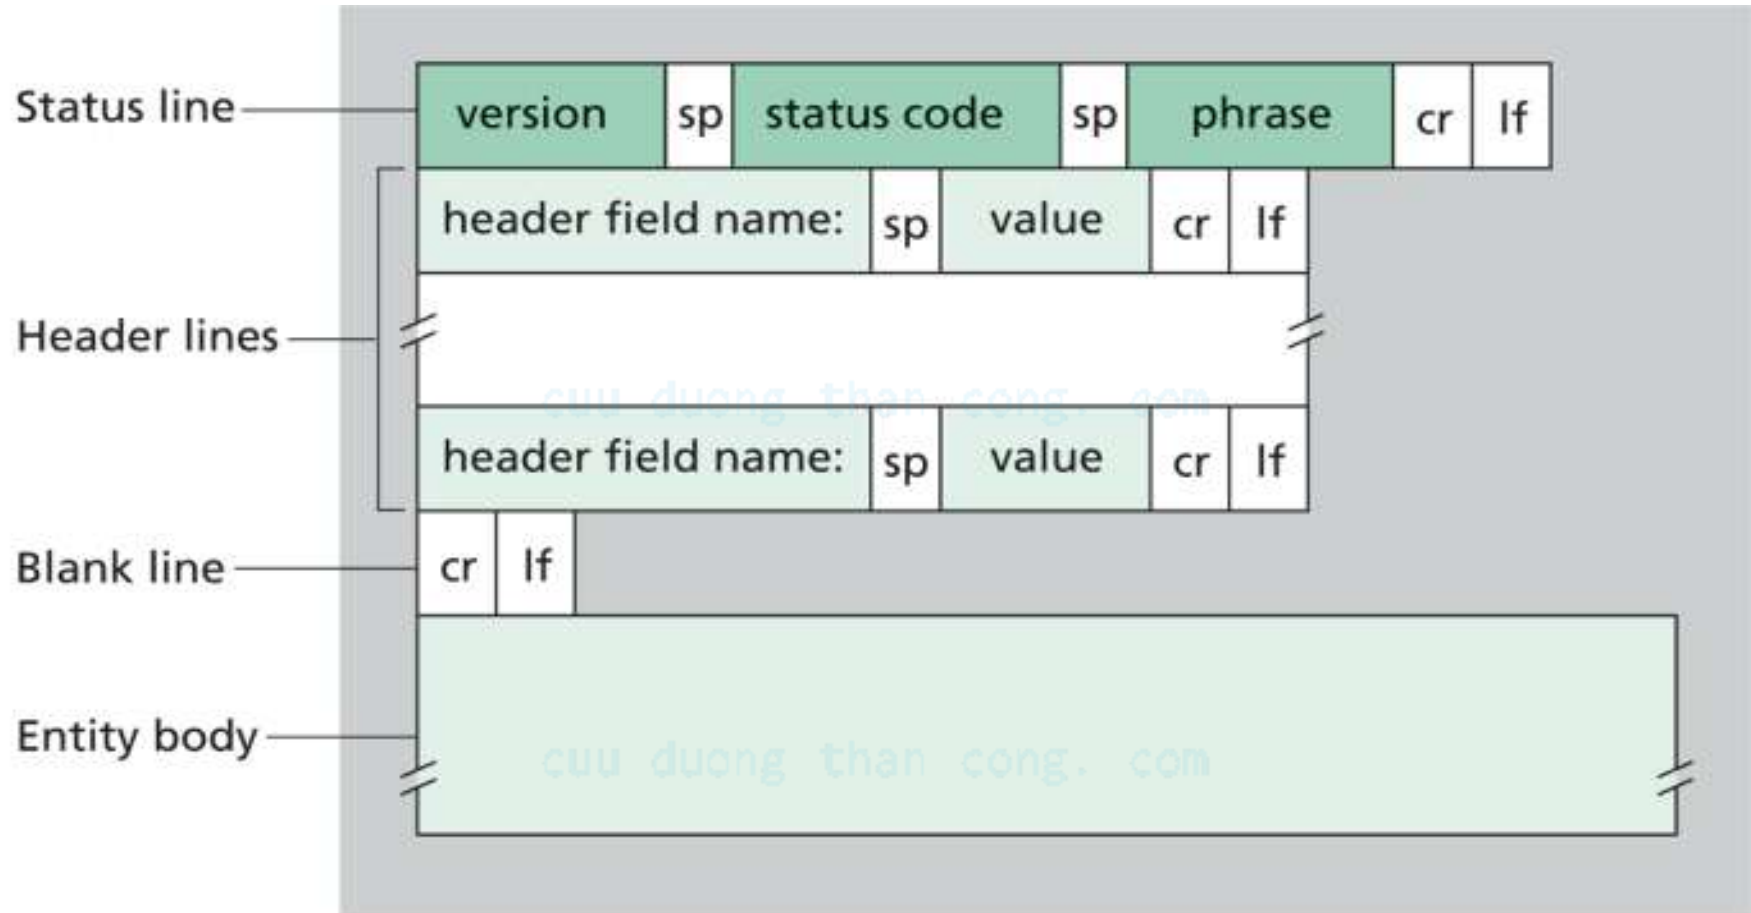 Status line version sp status code sp phrase cr lf
header field name: sp value cr lf
Header lines
cuu duong than cong. com
header field name: sp value cr lf
Blank line cr lf
Entity body
cuu duong than cong. com